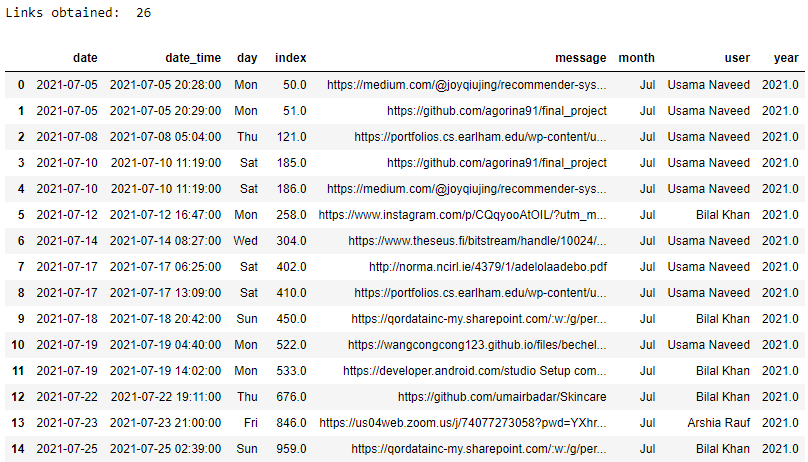 Links obtained:  26
date date_time day index message month user year
0 2021-07-05 2021-07-05 20:28:00 Mon 50.0 https://medium.com/@joyqiujing/recommender-sys... Jul Usama Naveed 2021.0
1 2021-07-05 2021-07-05 20:29:00 Mon 51.0 https://github.com/agorina91/final_project Jul Usama Naveed 2021.0
2 2021-07-08 2021-07-08 05:04:00 Thu 121.0 https://portfolios.cs.earlham.edu/wp-content/u... Jul Usama Naveed 2021.0
3 2021-07-10 2021-07-10 11:19:00 Sat 185.0 https://github.com/agorina91/final_project Jul Usama Naveed 2021.0
4 2021-07-10 2021-07-10 11:19:00 Sat 186.0 https://medium.com/@joyqiujing/recommender-sys... Jul Usama Naveed 2021.0
5 2021-07-12 2021-07-12 16:47:00 Mon 258.0 https://www.instagram.com/p/CQqyooAtOIL/?utm_m... Jul Bilal Khan 2021.0
6 2021-07-14 2021-07-14 08:27:00 Wed 304.0 https://www.theseus.fi/bitstream/handle/10024/... Jul Usama Naveed 2021.0
7 2021-07-17 2021-07-17 06:25:00 Sat 402.0 http://norma.ncirl.ie/4379/1/adelolaadebo.pdf Jul Usama Naveed 2021.0
8 2021-07-17 2021-07-17 13:09:00 Sat 410.0 https://portfolios.cs.earlham.edu/wp-content/u... Jul Usama Naveed 2021.0
9 2021-07-18 2021-07-18 20:42:00 Sun 450.0 https://qordatainc-my.sharepoint.com/:w:/g/per... Jul Bilal Khan 2021.0
10 2021-07-19 2021-07-19 04:40:00 Mon 522.0 https://wangcongcong123.github.io/files/bechel... Jul Usama Naveed 2021.0
11 2021-07-19 2021-07-19 14:02:00 Mon 533.0 https://developer.android.com/studio Setup com... Jul Bilal Khan 2021.0
12 2021-07-22 2021-07-22 19:11:00 Thu 676.0 https://github.com/umairbadar/Skincare Jul Bilal Khan 2021.0
13 2021-07-23 2021-07-23 21:00:00 Fri 846.0 https://us04web.zoom.us/j/74077273058?pwd=YXhr... Jul Arshia Rauf 2021.0
14 2021-07-25 2021-07-25 02:39:00 Sun 959.0 https://qordatainc-my.sharepoint.com/:w:/g/per... Jul Bilal Khan 2021.0